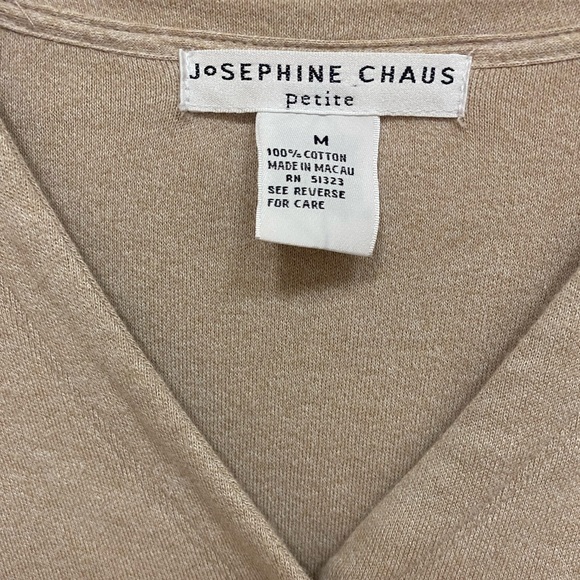 JoSEPHINE CHAUS
petite
M
100% COTTON
MADE IN MACAU
RN 51323
SEE REVERSE
FOR CARE